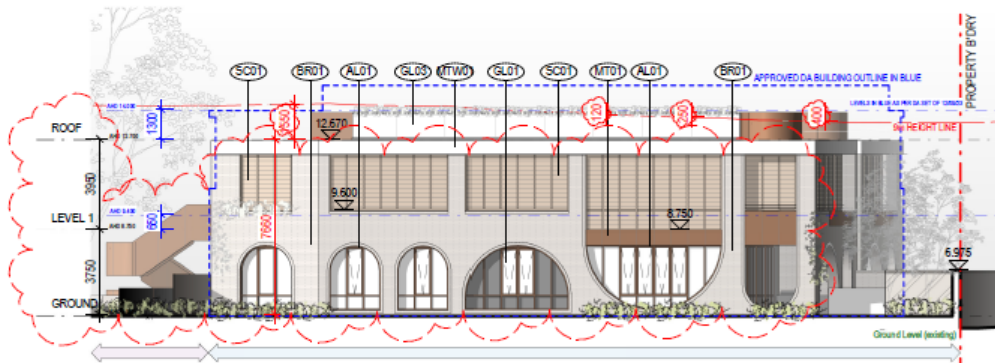 SC01 BR01 AL01 GL03 MTW01 GL01 SC01 MT01 AL01 BR01
PROPERTY B'DRY
APPROVED DA BUILDING OUTLINE IN BLUE
1300
550
1120
250
400
9m HEIGHT LINE
ROOF
12.670
3950
9.600
LEVEL 1
660
7660
8.750
3750
6.975
GROUND
Ground Level (existing)